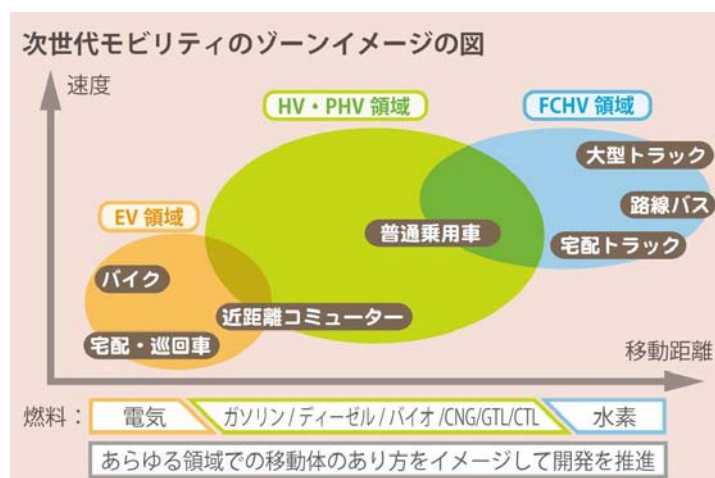 次世代モビリティのゾーンイメージの図
速度
HV・PHV 領域
FCHV 領域
大型トラック
路線バス
EV 領域
普通乗用車
宅配トラック
バイク
近距離コミューター
宅配・巡回車
移動距離
燃料：
電気
ガソリン / ディーゼル / バイオ /CNG/GTL/CTL
水素
あらゆる領域での移動体のあり方をイメージして開発を推進